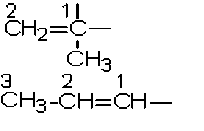 2 1
CH2=C—
CH3
3 2 1
CH3-CH=CH—